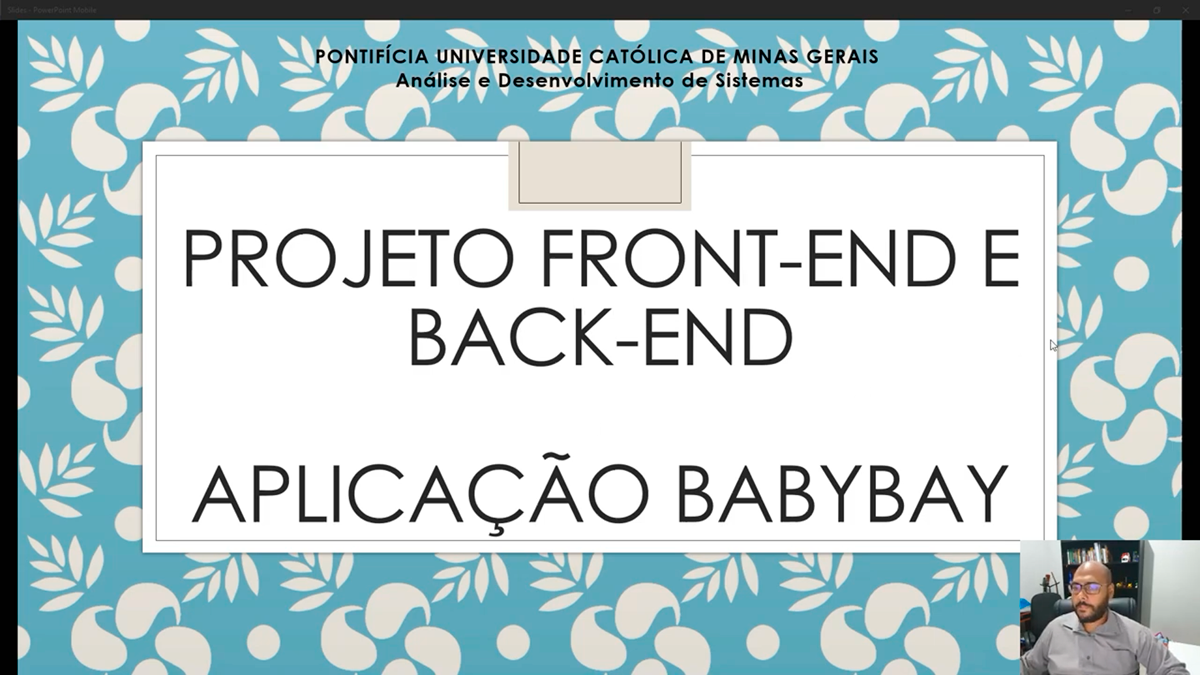 Slides - PowerPoint Mobile
PONTIFÍCIA UNIVERSIDADE CATÓLICA DE MINAS GERAIS
Análise e Desenvolvimento de Sistemas
PROJETO FRONT-END E
BACK-END
APLICAÇÃO BABYBAY